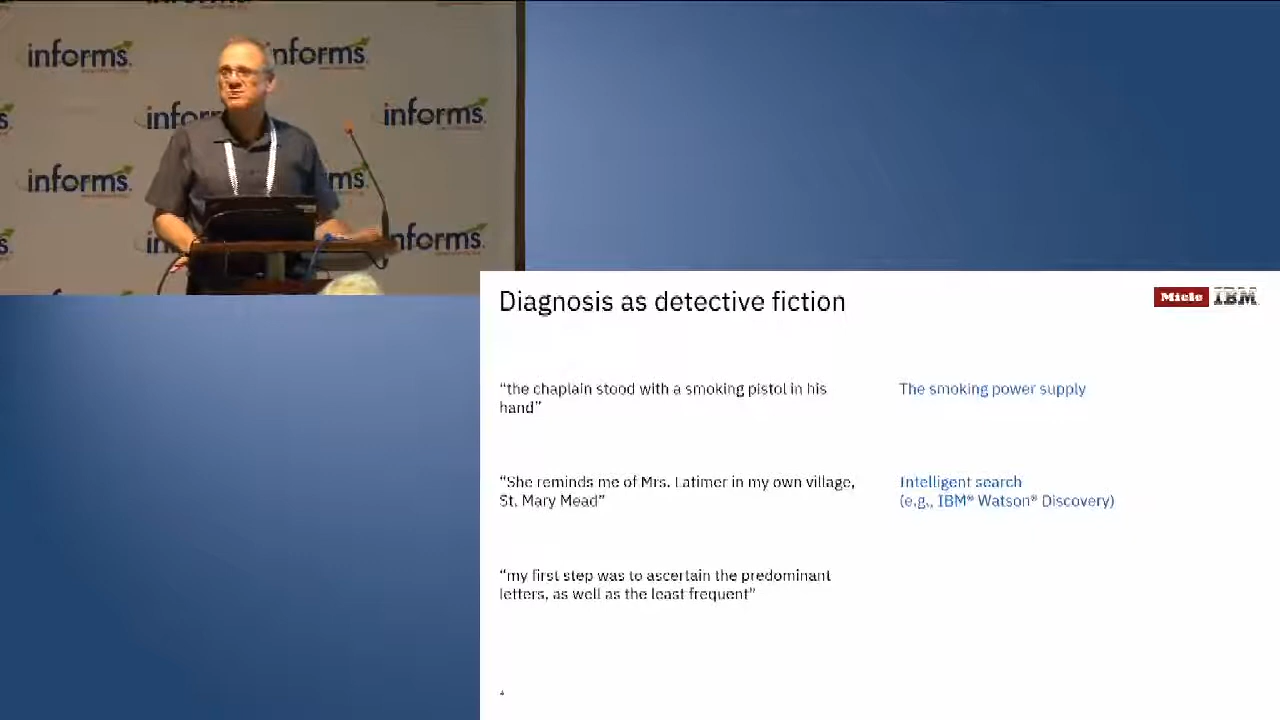 informs.
informs.
informs.
informs.
informs.
informs.
Diagnosis as detective fiction
Miele IBM
“the chaplain stood with a smoking pistol in his
hand”
The smoking power supply
“She reminds me of Mrs. Latimer in my own village,
St. Mary Mead”
Intelligent search
(e.g., IBM® Watson® Discovery)
“my first step was to ascertain the predominant
letters, as well as the least frequent”
4